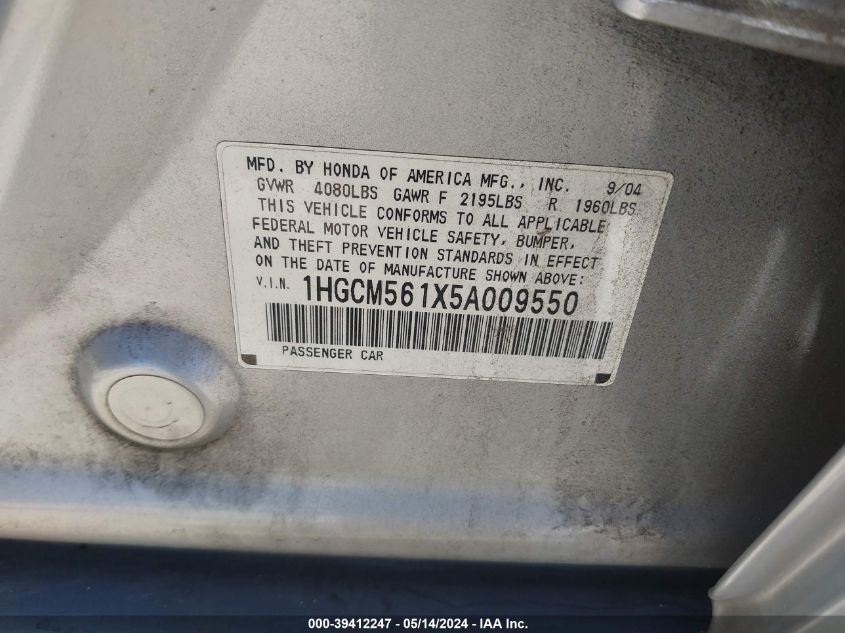 MFD. BY HONDA OF AMERICA MFG., INC. 9/04
GVWR 4080LBS GAWR F 2195LBS R 1960LBS
THIS VEHICLE CONFORMS TO ALL APPLICABLE
FEDERAL MOTOR VEHICLE SAFETY, BUMPER,
AND THEFT PREVENTION STANDARDS IN EFFECT
ON THE DATE OF MANUFACTURE SHOWN ABOVE:
V.I.N. 1HGCM561X5A009550
PASSENGER CAR
000-39412247 - 05/14/2024 - IAA Inc.